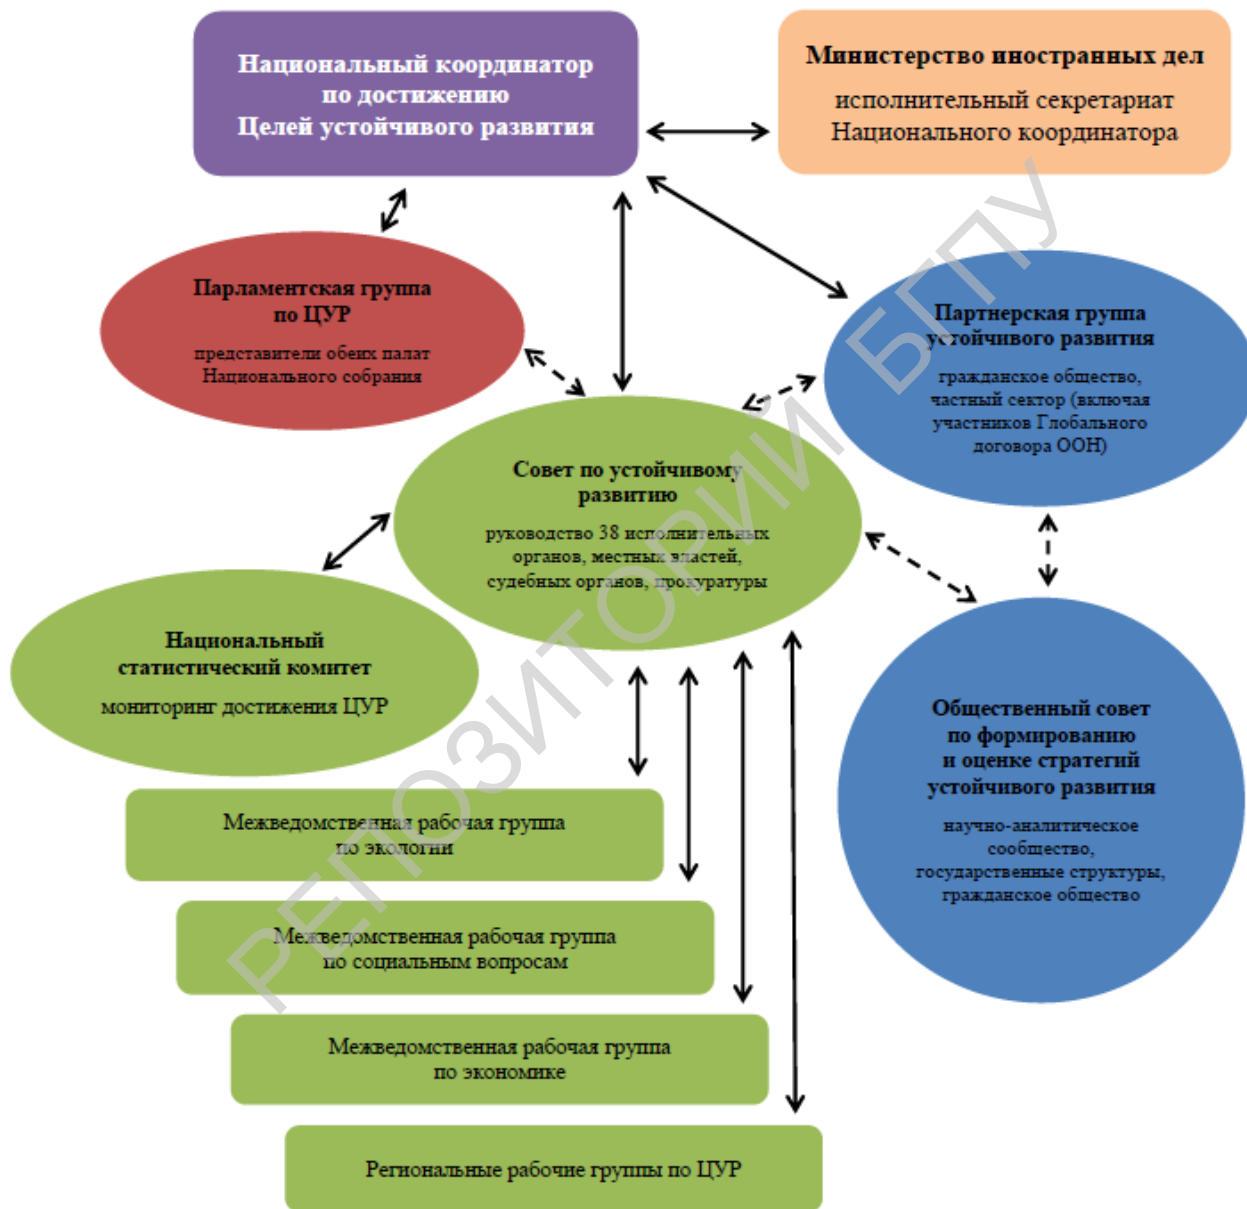 Национальный координатор
по достижению
Целей устойчивого развития
Министерство иностранных дел
исполнительный секретариат
Национального координатора
Парламентская группа
по ЦУР
представители обеих палат
Национального собрания
Партнерская группа
устойчивого развития
гражданское общество,
частный сектор (включая
участников Глобального
договора ООН)
Совет по устойчивому
развитию
руководство 38 исполнительных
органов, местных властей,
судебных органов, прокуратуры
Национальный
статистический комитет
мониторинг достижения ЦУР
Общественный совет
по формированию
и оценке стратегий
устойчивого развития
научно-аналитическое
сообщество,
государственные структуры,
гражданское общество
Межведомственная рабочая группа
по экологии
Межведомственная рабочая группа
по социальным вопросам
Межведомственная рабочая группа
по экономике
Региональные рабочие группы по ЦУР
РЕПОЗИТОРИЙ БГПУ